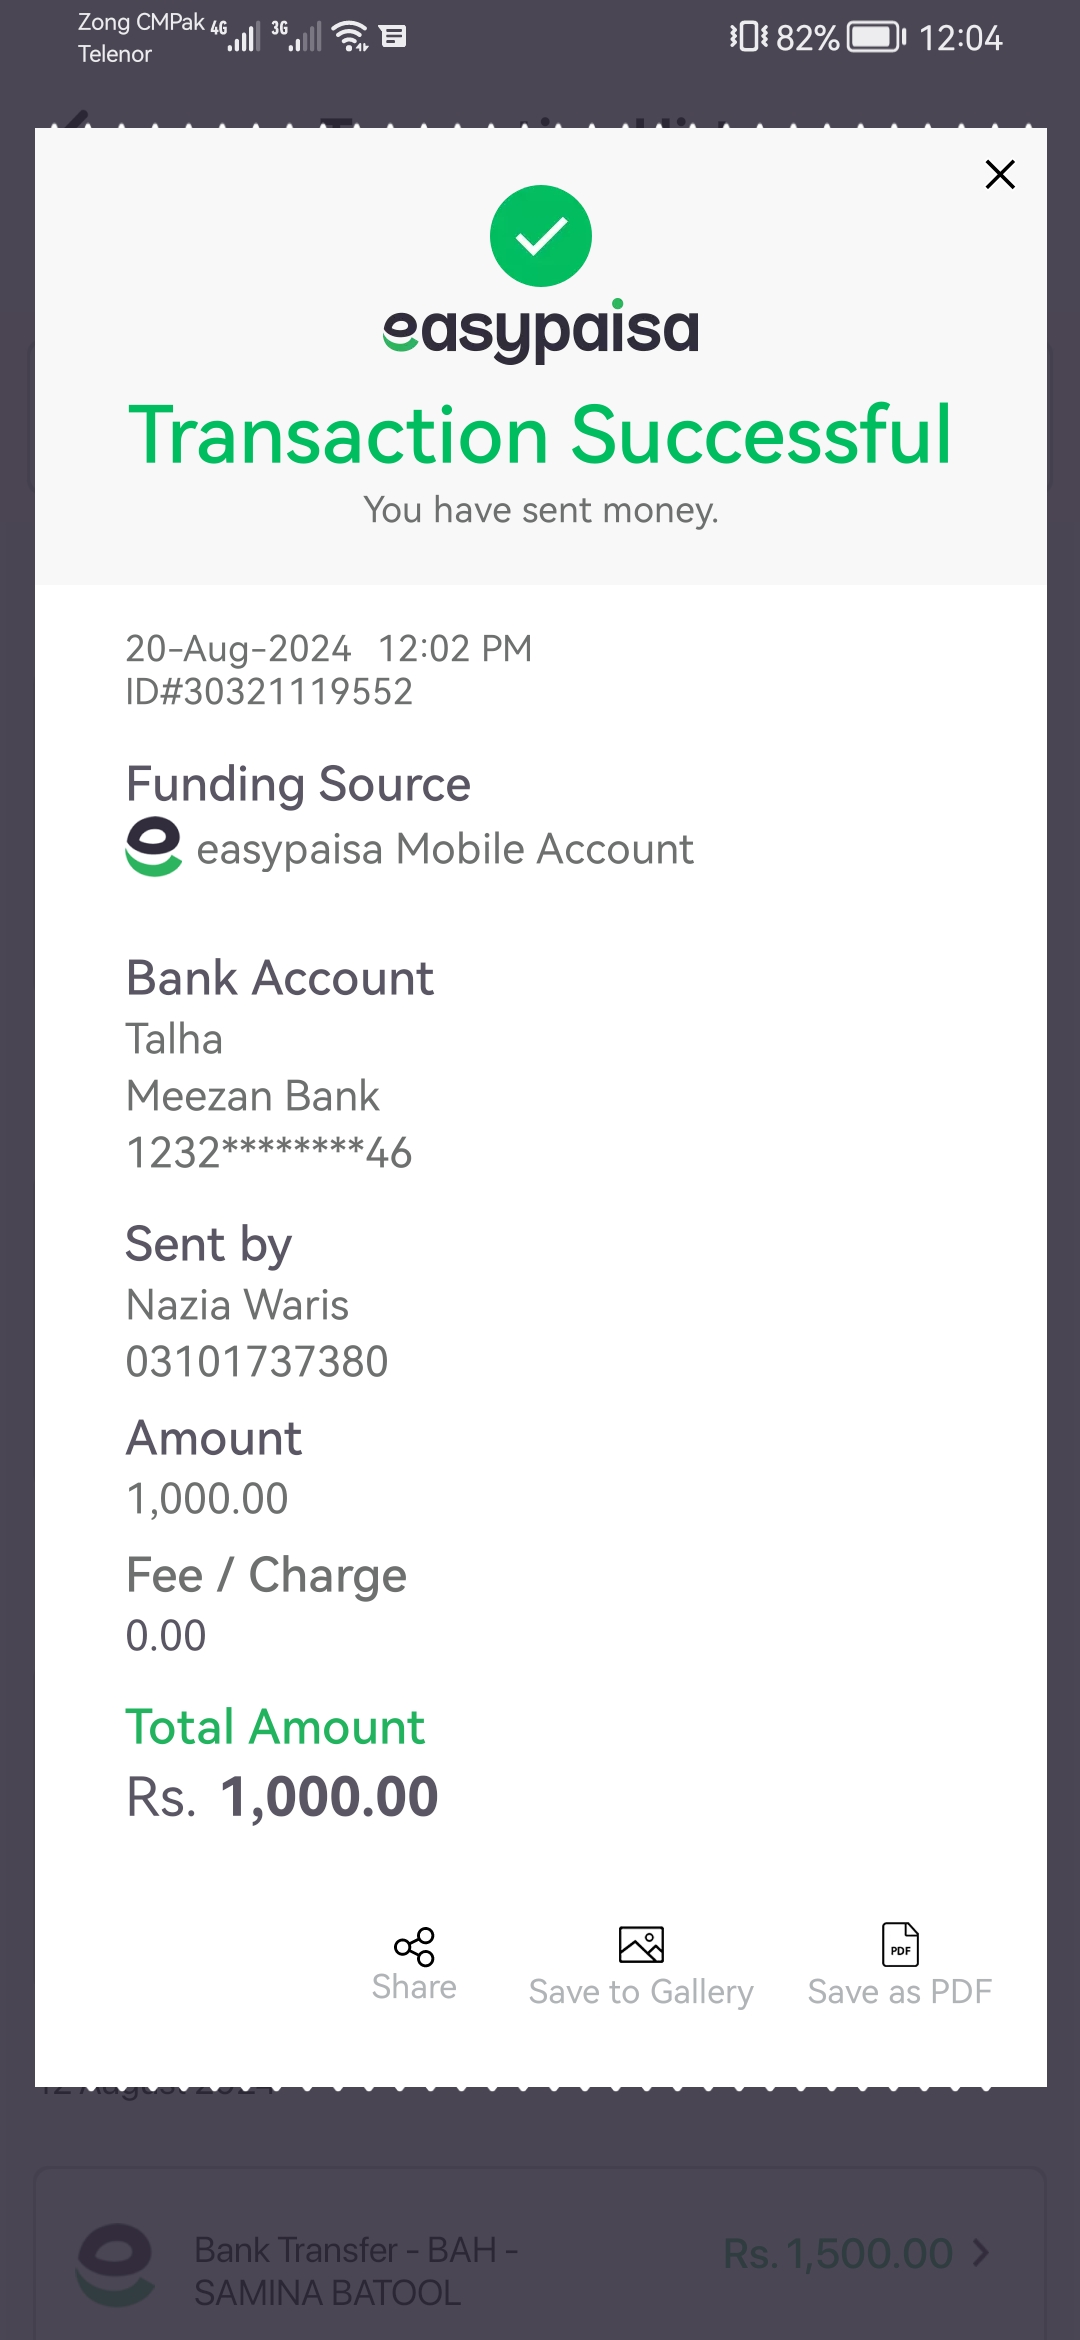 Zong CMPak 4G 3G 82% 12:04
Telenor
easypaisa
Transaction Successful
You have sent money.
20-Aug-2024 12:02 PM
ID#30321119552
Funding Source
easypaisa Mobile Account
Bank Account
Talha
Meezan Bank
1232********46
Sent by
Nazia Waris
03101737380
Amount
1,000.00
Fee / Charge
0.00
Total Amount
Rs. 1,000.00
PDF
Share Save to Gallery Save as PDF
12 August 2024
Bank Transfer - BAH - Rs. 1,500.00
SAMINA BATOOL